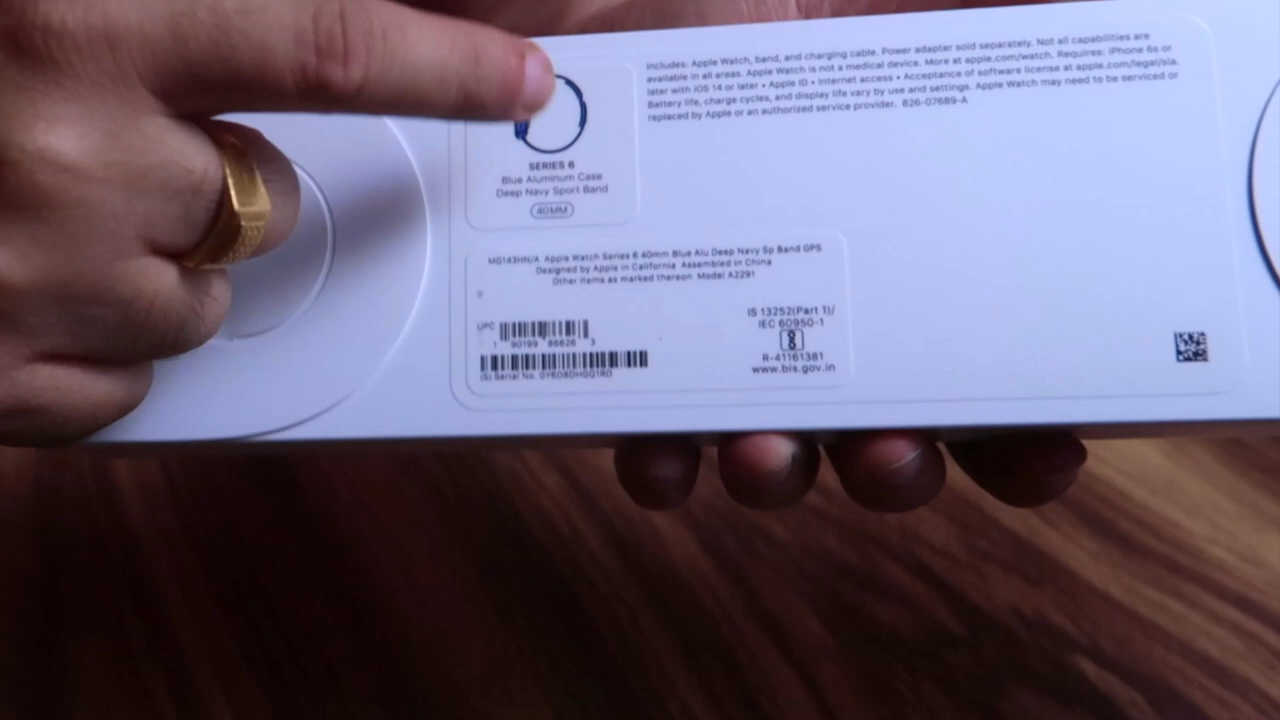 Includes: Apple Watch, band, and charging cable. Power adapter sold separately. Not all capabilities are
available in all areas. Apple Watch is not a medical device. More at apple.com/watch. Requires: iPhone 6s or
later with iOS 14 or later • Apple ID • Internet access • Acceptance of software license at apple.com/legal/sla.
Battery life, charge cycles, and display life vary by use and settings. Apple Watch may need to be serviced or
replaced by Apple or an authorized service provider. 826-07689-A
SERIES 6
Blue Aluminum Case
Deep Navy Sport Band
40MM
MG143HN/A Apple Watch Series 6 40mm Blue Alu Deep Navy Sp Band GPS
Designed by Apple in California Assembled in China
Other items as marked thereon Model A2291
UPC
1 90199 86626 3
(S) Serial No.
IS 13252(Part 1)/
IEC 60950-1
R-41161381
www.bis.gov.in